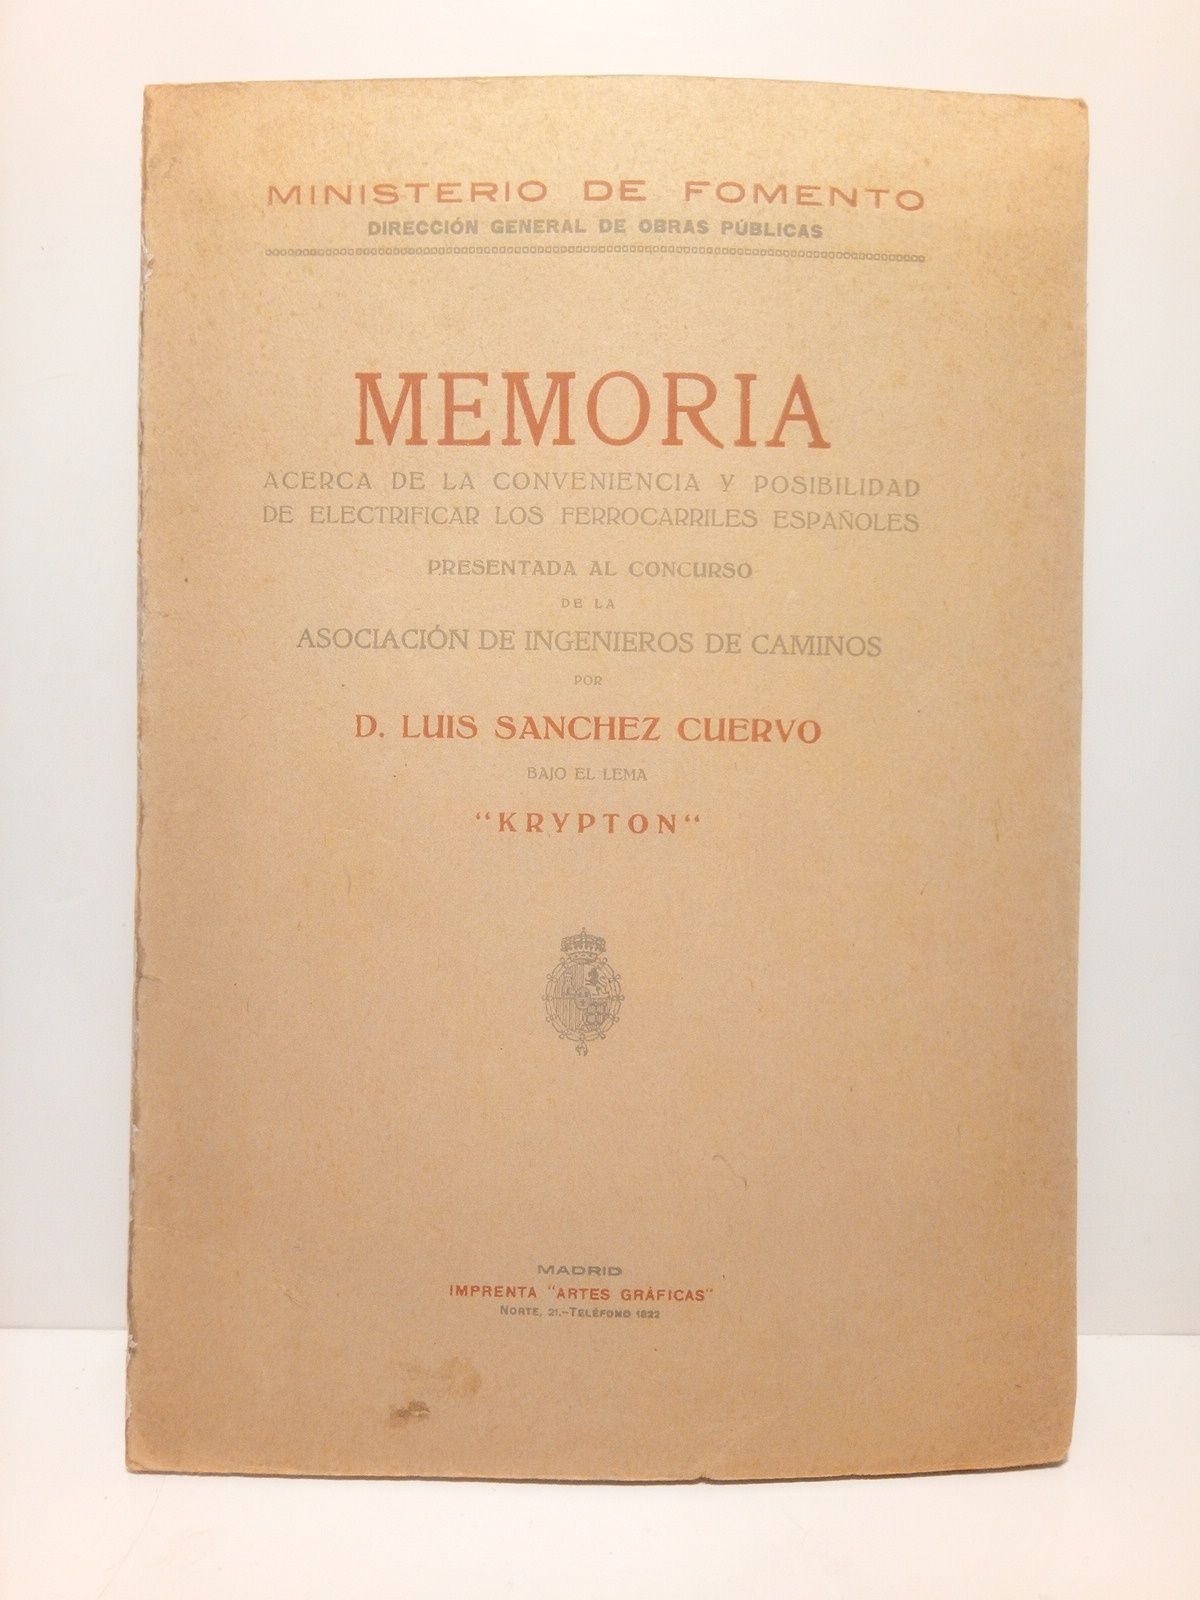 MINISTERIO DE FOMENTO
DIRECCIÓN GENERAL DE OBRAS PÚBLICAS
MEMORIA
ACERCA DE LA CONVENIENCIA Y POSIBILIDAD
DE ELECTRIFICAR LOS FERROCARRILES ESPAÑOLES
PRESENTADA AL CONCURSO
DE LA
ASOCIACIÓN DE INGENIEROS DE CAMINOS
POR
D. LUIS SANCHEZ CUERVO
BAJO EL LEMA
“KRYPTON“
MADRID
IMPRENTA "ARTES GRÁFICAS"
NORTE, 21.-TELÉFONO 1822